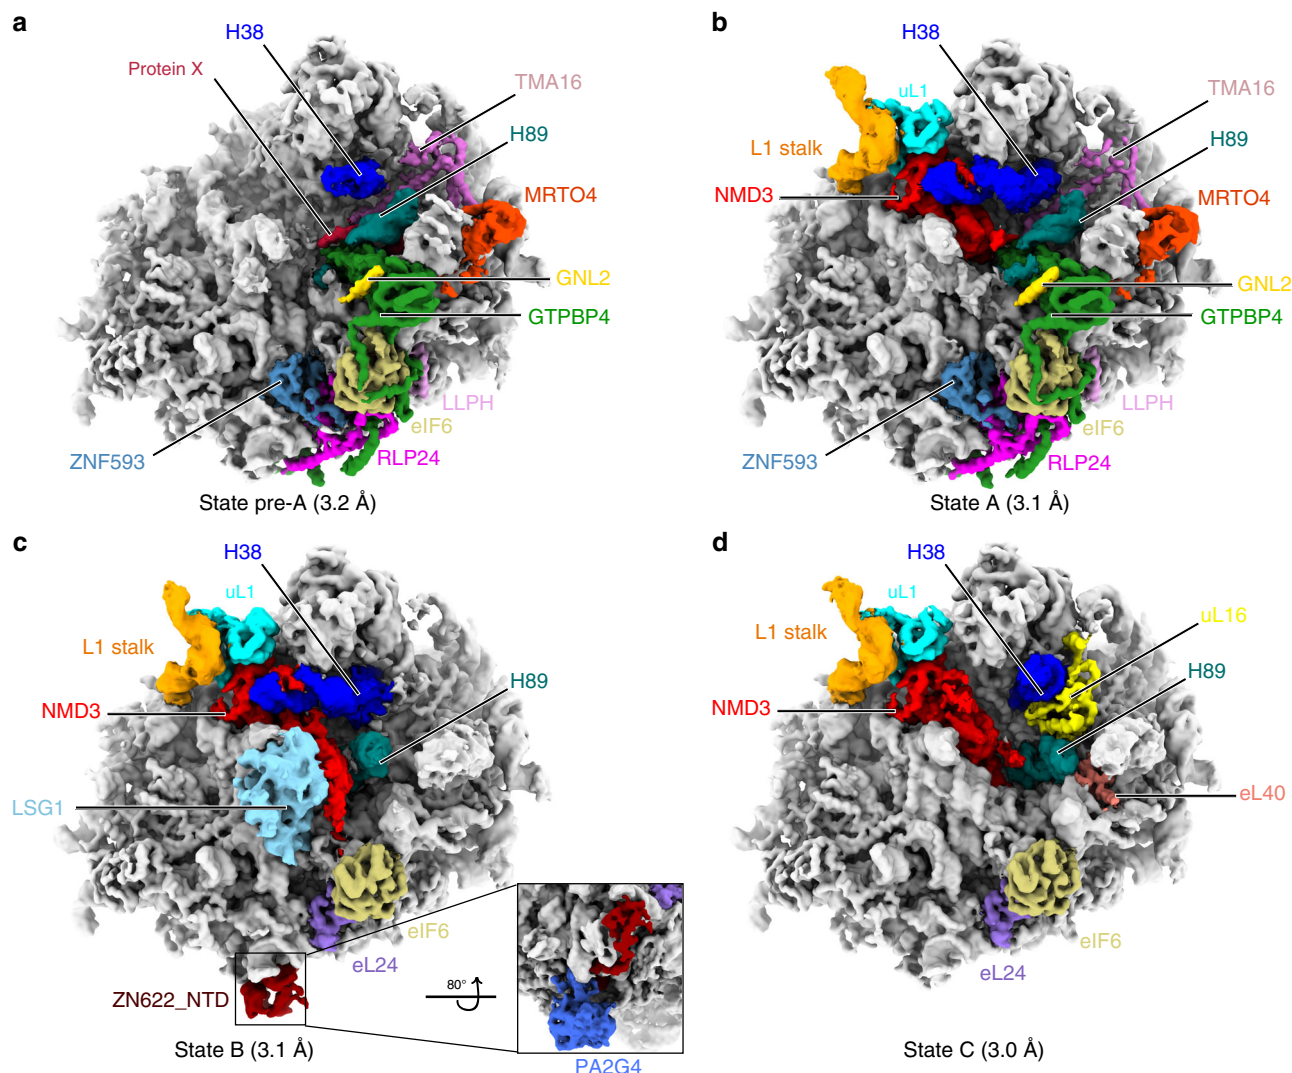 a
H38
Protein X
TMA16
H89
MRTO4
GNL2
GTPBP4
LLPH
eIF6
RLP24
ZNF593
State pre-A (3.2 Å)
b
H38
uL1
TMA16
L1 stalk
H89
NMD3
MRTO4
GNL2
GTPBP4
LLPH
eIF6
ZNF593
RLP24
State A (3.1 Å)
c
H38
uL1
L1 stalk
H89
NMD3
LSG1
eIF6
eL24
ZN622_NTD
80°
PA2G4
State B (3.1 Å)
d
H38
uL1
uL16
L1 stalk
H89
NMD3
eL40
eIF6
eL24
State C (3.0 Å)